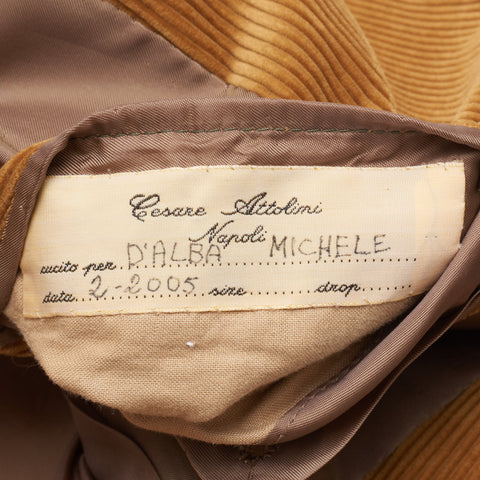 Cesare Attolini
Napoli
cucito per D'ALBA MICHELE
data 2-2005 size drop